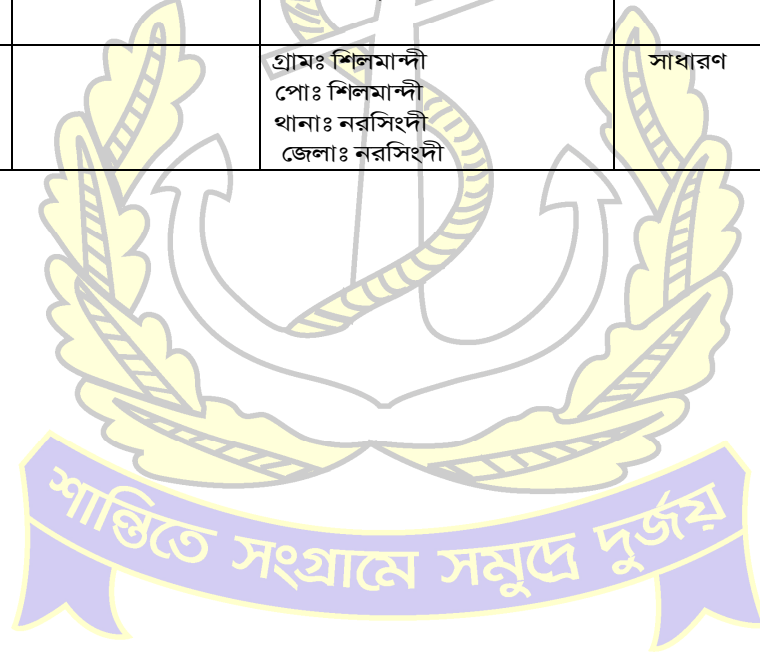 গ্রামঃ শিলমান্দী
সাধারণ
পোঃ শিলমান্দী
থানাঃ নরসিংদী
জেলাঃ নরসিংদী
শান্তিতে সংগ্রামে সমুদ্রে দুর্জয়